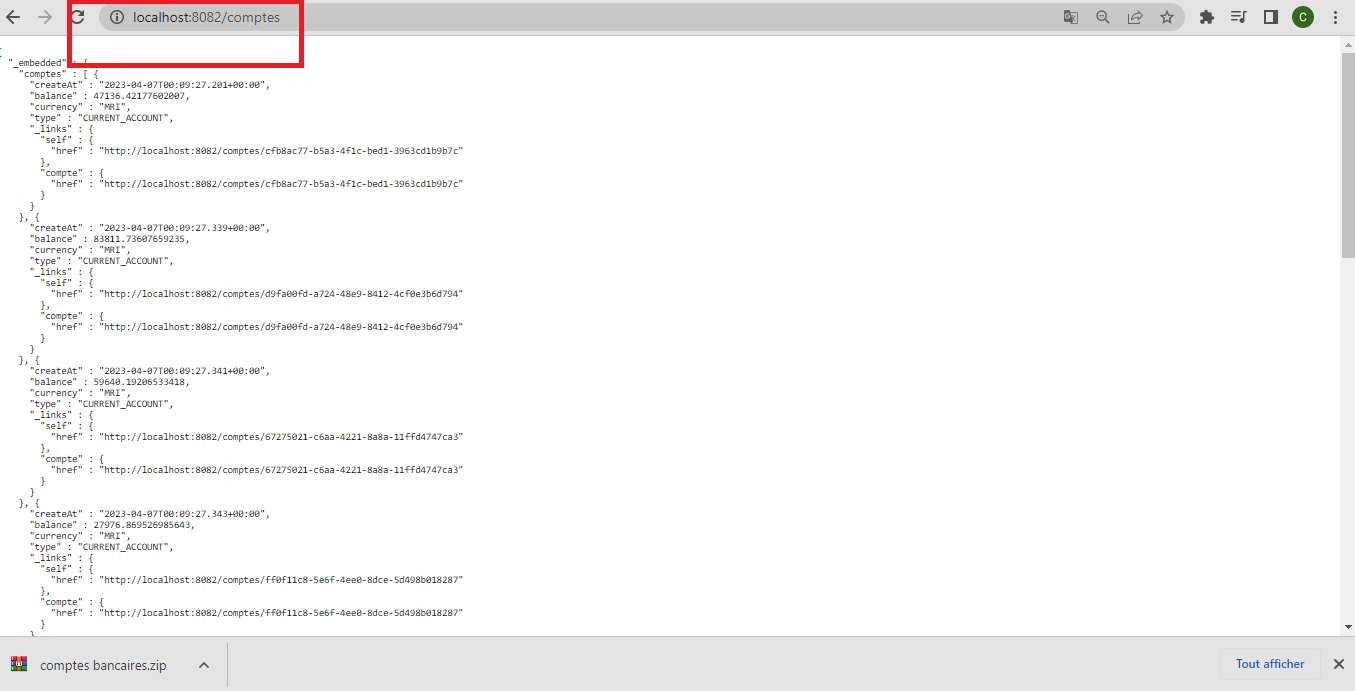 localhost:8082/comptes
C
{
"_embedded" : {
"comptes" : [ {
"createAt" : "2023-04-07T00:09:27.201+00:00",
"balance" : 47136.42177602007,
"currency" : "MRI",
"type" : "CURRENT_ACCOUNT",
"_links" : {
"self" : {
"href" : "http://localhost:8082/comptes/cfb8ac77-b5a3-4f1c-bed1-3963cd1b9b7c"
},
"compte" : {
"href" : "http://localhost:8082/comptes/cfb8ac77-b5a3-4f1c-bed1-3963cd1b9b7c"
}
}
}, {
"createAt" : "2023-04-07T00:09:27.339+00:00",
"balance" : 83811.73607659235,
"currency" : "MRI",
"type" : "CURRENT_ACCOUNT",
"_links" : {
"self" : {
"href" : "http://localhost:8082/comptes/d9fa00fd-a724-48e9-8412-4cf0e3b6d794"
},
"compte" : {
"href" : "http://localhost:8082/comptes/d9fa00fd-a724-48e9-8412-4cf0e3b6d794"
}
}
}, {
"createAt" : "2023-04-07T00:09:27.341+00:00",
"balance" : 59640.19206533418,
"currency" : "MRI",
"type" : "CURRENT_ACCOUNT",
"_links" : {
"self" : {
"href" : "http://localhost:8082/comptes/67275021-c6aa-4221-8a8a-11ffd4747ca3"
},
"compte" : {
"href" : "http://localhost:8082/comptes/67275021-c6aa-4221-8a8a-11ffd4747ca3"
}
}
}, {
"createAt" : "2023-04-07T00:09:27.343+00:00",
"balance" : 27976.869526985643,
"currency" : "MRI",
"type" : "CURRENT_ACCOUNT",
"_links" : {
"self" : {
"href" : "http://localhost:8082/comptes/ff0f11c8-5e6f-4ee0-8dce-5d498b018287"
},
"compte" : {
"href" : "http://localhost:8082/comptes/ff0f11c8-5e6f-4ee0-8dce-5d498b018287"
}
}
comptes bancaires.zip
Tout afficher